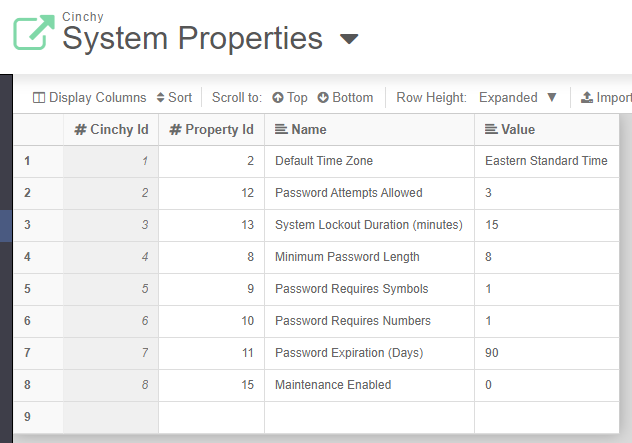 Cinchy
System Properties
Display Columns Sort Scroll to: Top Bottom Row Height: Expanded ▼ Import
# Cinchy Id # Property Id Name Value
1 1 2 Default Time Zone Eastern Standard Time
2 2 12 Password Attempts Allowed 3
3 3 13 System Lockout Duration (minutes) 15
4 4 8 Minimum Password Length 8
5 5 9 Password Requires Symbols 1
6 6 10 Password Requires Numbers 1
7 7 11 Password Expiration (Days) 90
8 8 15 Maintenance Enabled 0
9